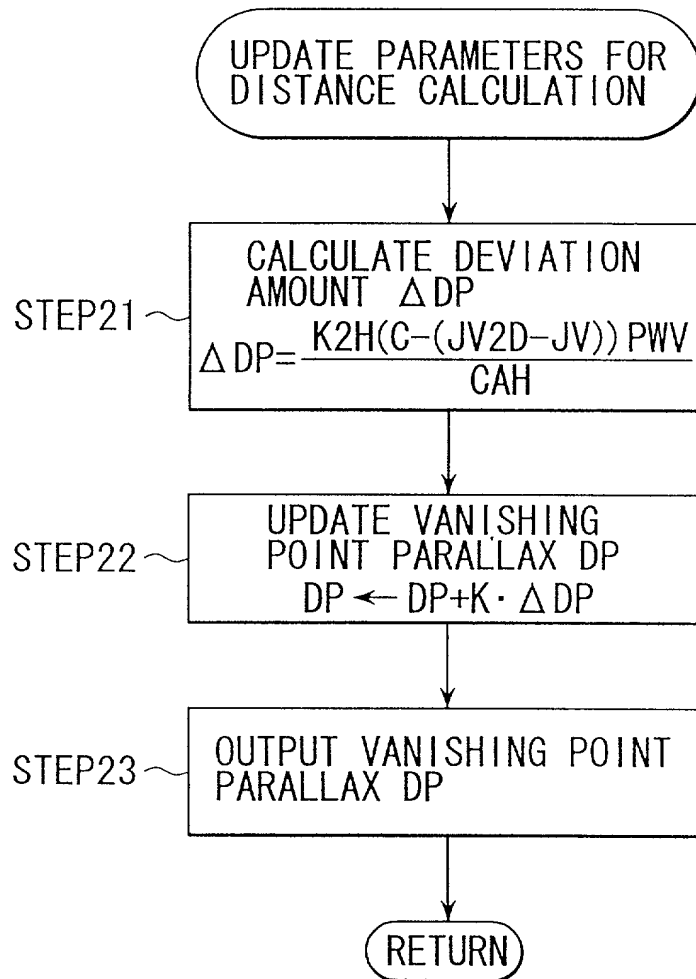 UPDATE PARAMETERS FOR
DISTANCE CALCULATION
STEP21
CALCULATE DEVIATION
AMOUNT ΔDP
ΔDP=K2H(C-(JV2D-JV))PWV
CAH
STEP22
UPDATE VANISHING
POINT PARALLAX DP
DP ← DP+K・ΔDP
STEP23
OUTPUT VANISHING POINT
PARALLAX DP
RETURN